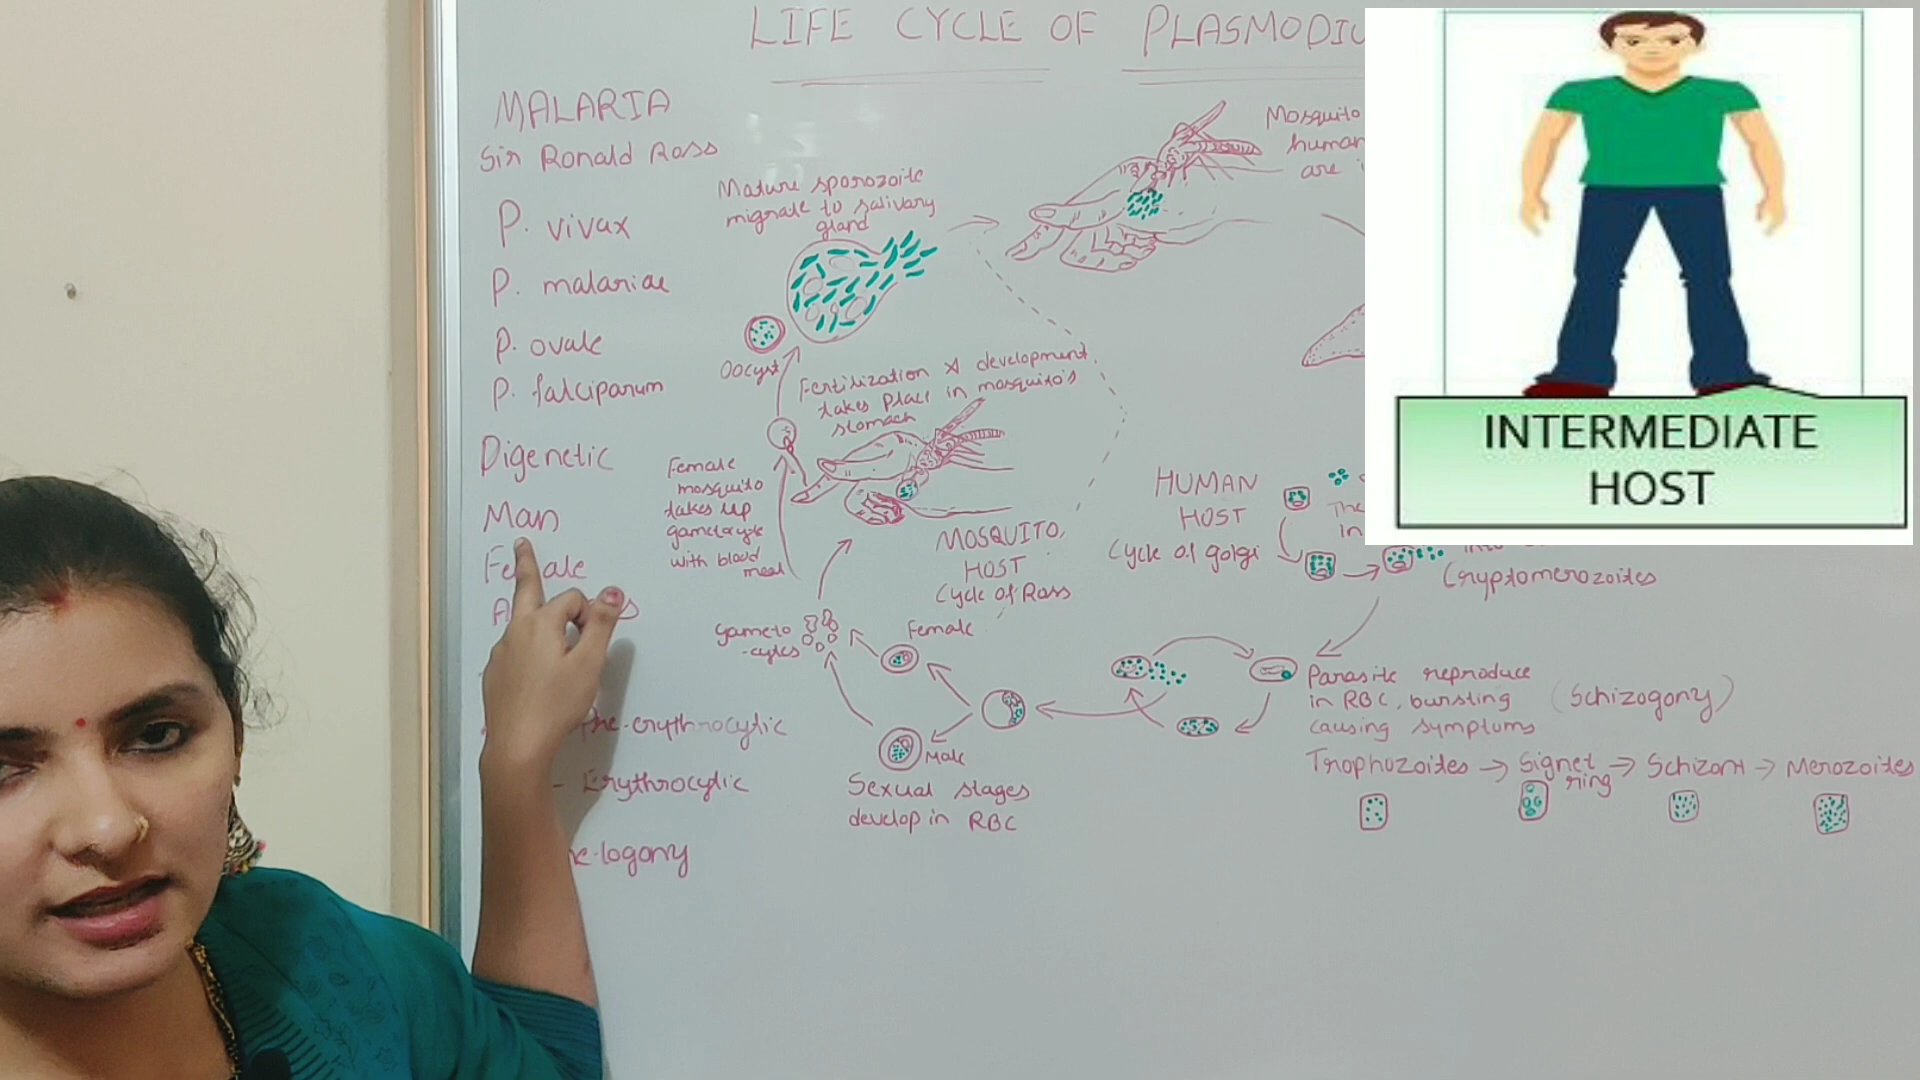 LIFE CYCLE OF PLASMODIU
MALARIA
Sir Ronald Ross
P. vivax
P. malariae
P. ovale
P. falciparum
Digenetic
Man
Pre-erythrocytic
- Erythrocytic
Mature sporozoite
migrate to salivary
gland
Oocyst
Fertilization & development
takes place in mosquito's
stomach
Female
mosquito
takes up
gametocyte
with blood
meal
MOSQUITO
HOST
Cycle of Ross
Gameto
-cytes
Female
Male
Sexual stages
develop in RBC
Mosquito
human
are
HUMAN
HOST
Cycle of golgi
The
in
Cryptomerozoites
Parasite reproduce
in RBC, bursting
causing symptoms
(Schizogony)
Trophozoites → Signet → Schizont → Merozoites
ring
INTERMEDIATE
HOST